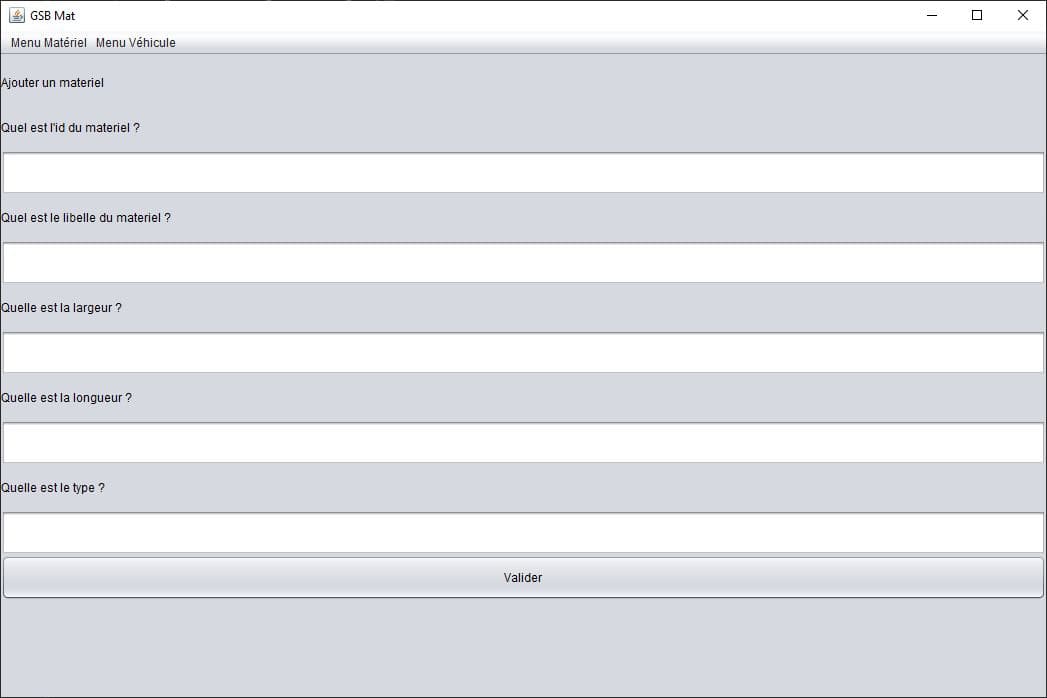 GSB Mat
Menu Matériel Menu Véhicule
Ajouter un materiel
Quel est l'id du materiel ?
Quel est le libelle du materiel ?
Quelle est la largeur ?
Quelle est la longueur ?
Quelle est le type ?
Valider